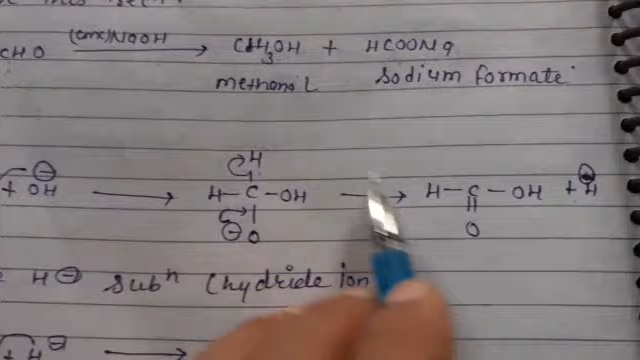 CHO (conc)NaOH → CH3OH + HCOONa
methanol sodium formate
+ OH⊖ → H-C-OH → H-C-OH + H⊖
H
⊖O
O
H⊖ subn (hydride ion
+ H⊖ →